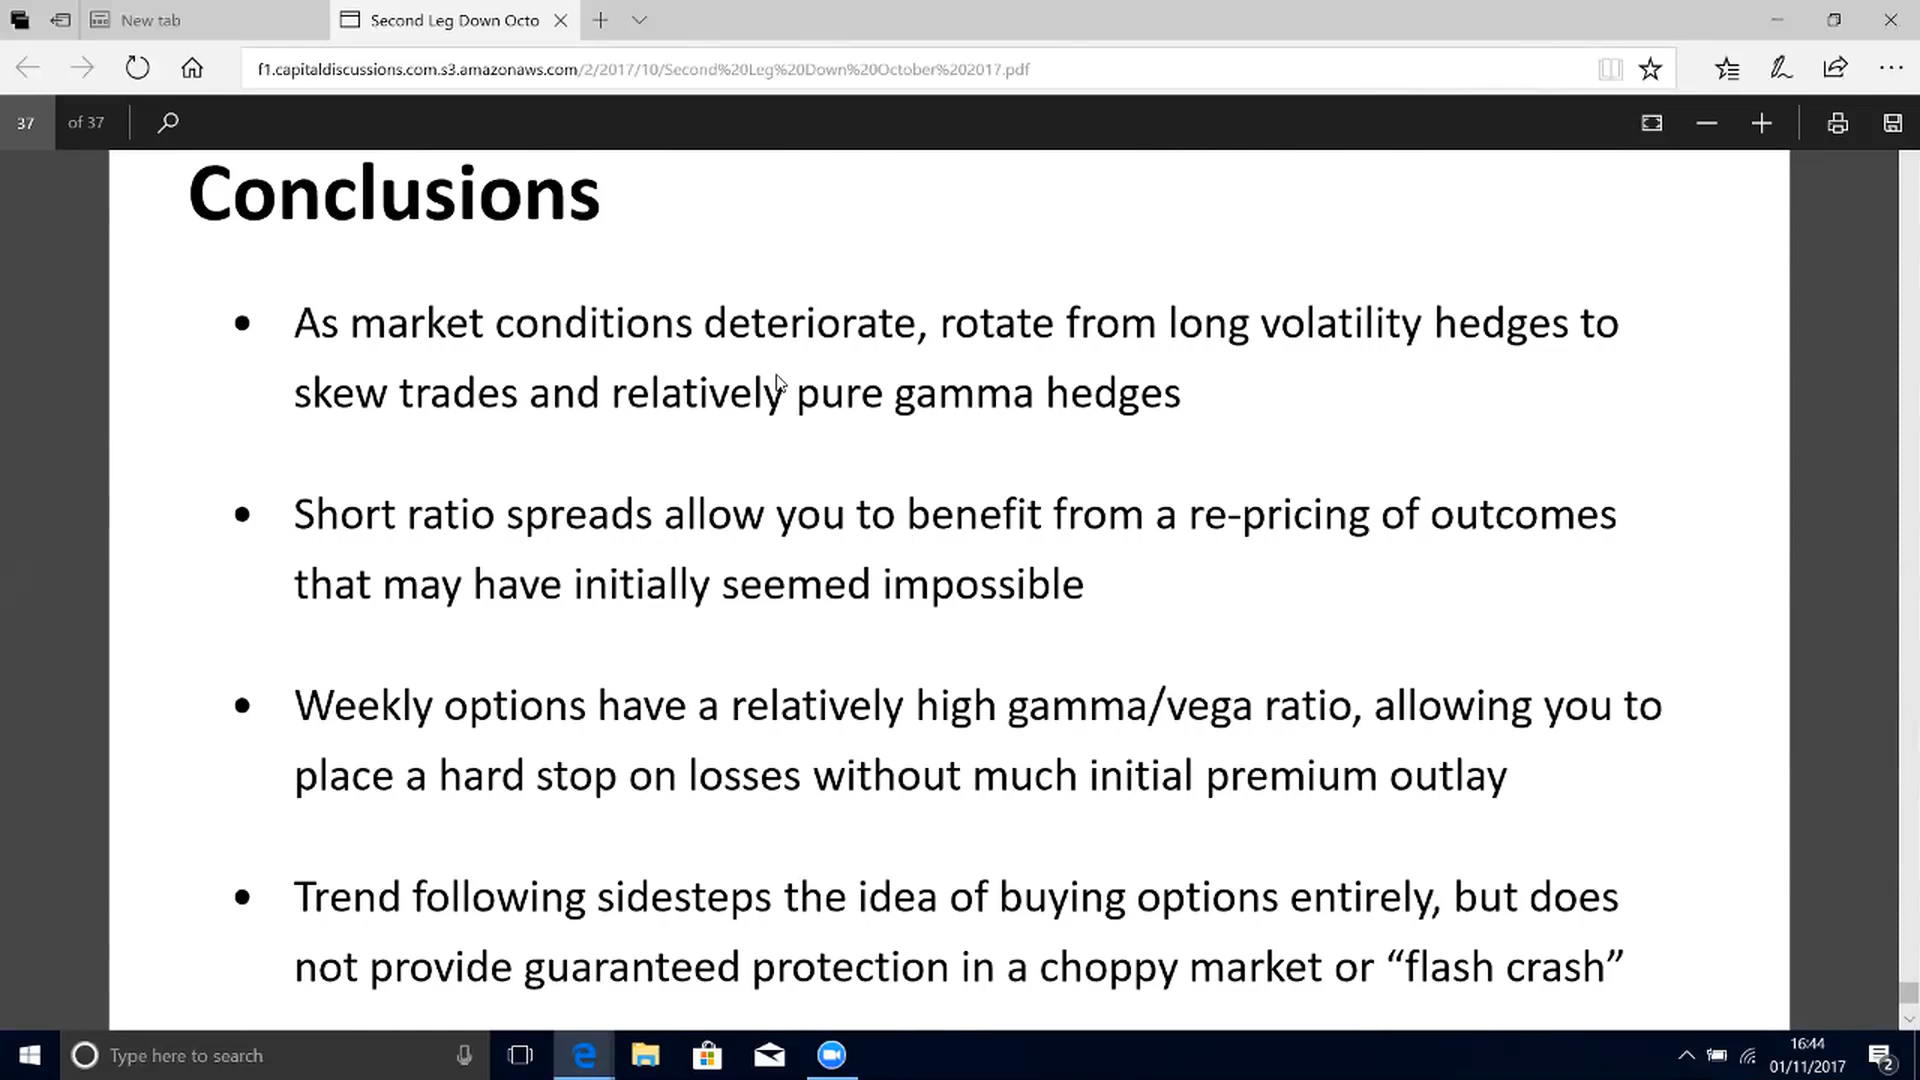 New tab
Second Leg Down Octo
f1.capitaldiscussions.com.s3.amazonaws.com/2/2017/10/Second%20Leg%20Down%20October%202017.pdf
37 of 37
Conclusions
• As market conditions deteriorate, rotate from long volatility hedges to
skew trades and relatively pure gamma hedges
• Short ratio spreads allow you to benefit from a re-pricing of outcomes
that may have initially seemed impossible
• Weekly options have a relatively high gamma/vega ratio, allowing you to
place a hard stop on losses without much initial premium outlay
• Trend following sidesteps the idea of buying options entirely, but does
not provide guaranteed protection in a choppy market or “flash crash”
Type here to search
16:44
01/11/2017
2